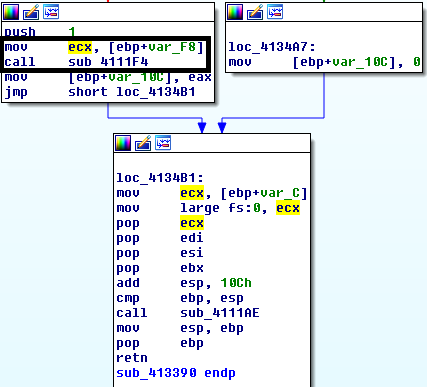 push 1
mov ecx, [ebp+var_F8]
call sub_4111F4
mov [ebp+var_10C], eax
jmp short loc_4134B1
loc_4134A7:
mov [ebp+var_10C], 0
loc_4134B1:
mov ecx, [ebp+var_C]
mov large fs:0, ecx
pop ecx
pop edi
pop esi
pop ebx
add esp, 10Ch
cmp ebp, esp
call sub_4111AE
mov esp, ebp
pop ebp
retn
sub_413390 endp